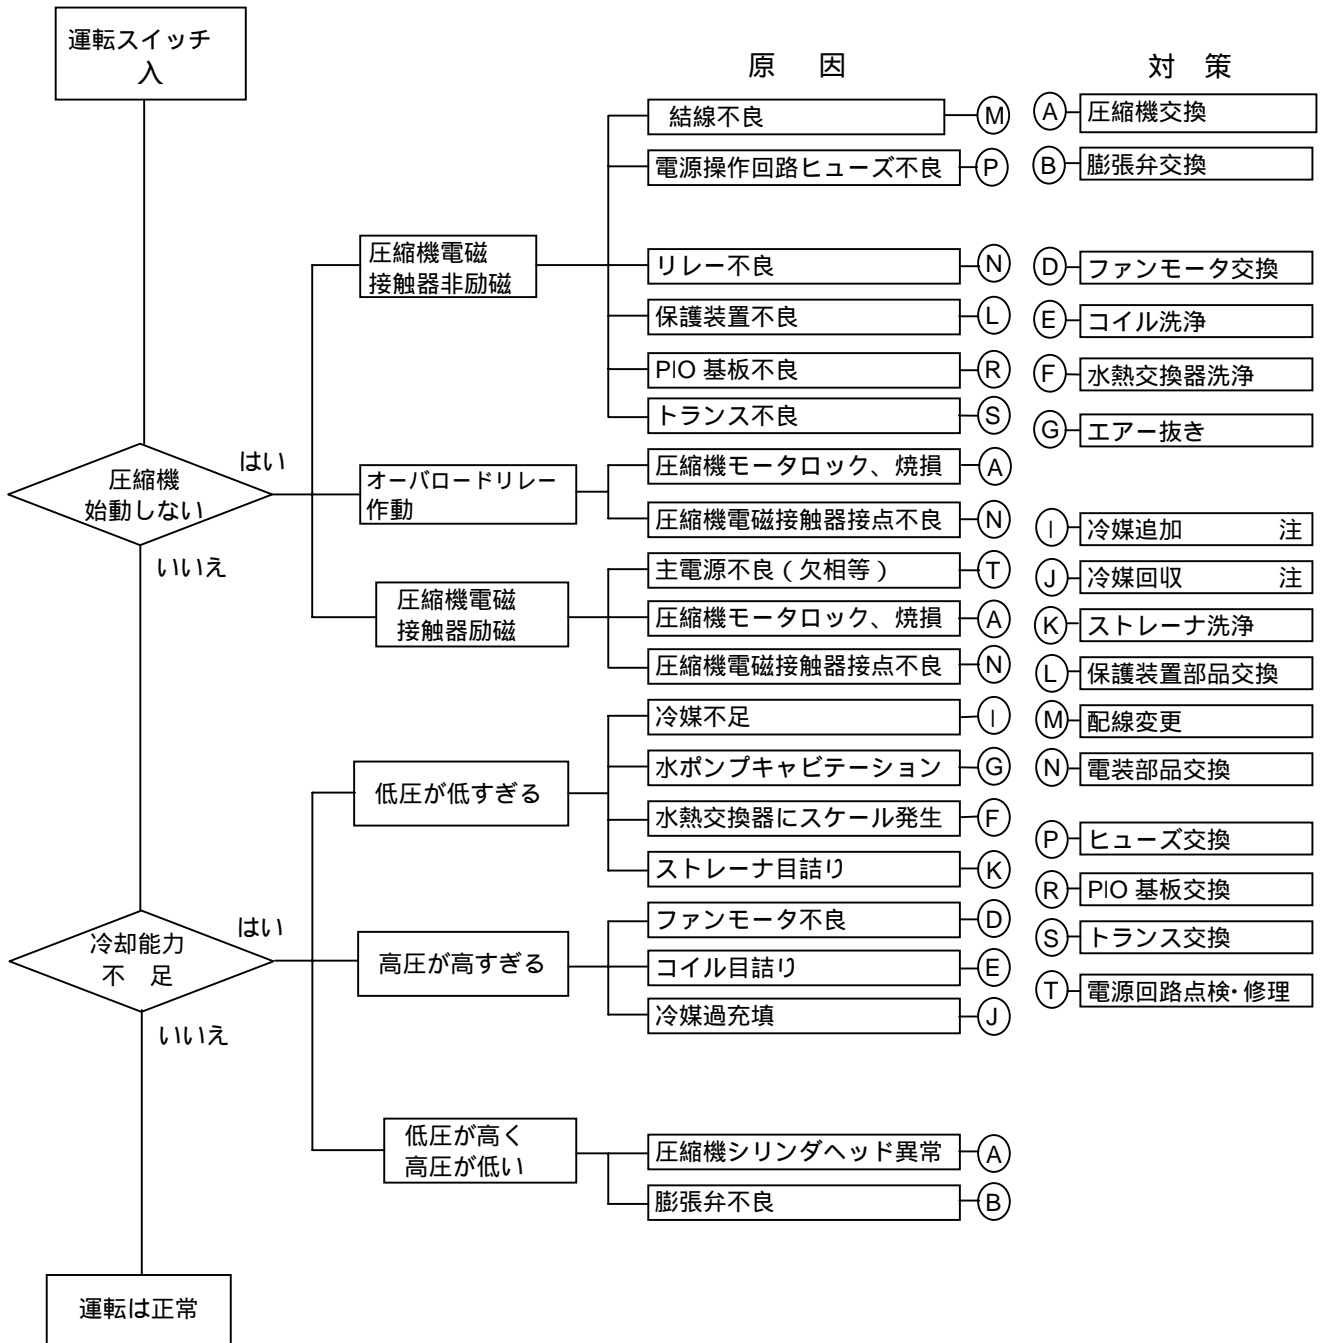 運転スイッチ
入
原 因
対 策
結線不良 M
電源操作回路ヒューズ不良 P
圧縮機電磁
接触器非励磁
リレー不良 N
保護装置不良 L
PIO 基板不良 R
トランス不良 S
圧縮機
始動しない
はい
いいえ
オーバロードリレー
作動
圧縮機モータロック、焼損 A
圧縮機電磁接触器接点不良 N
圧縮機電磁
接触器励磁
主電源不良(欠相等) T
圧縮機モータロック、焼損 A
圧縮機電磁接触器接点不良 N
冷却能力
不 足
はい
いいえ
低圧が低すぎる
冷媒不足 I
水ポンプキャビテーション G
水熱交換器にスケール発生 F
ストレーナ目詰り K
高圧が高すぎる
ファンモータ不良 D
コイル目詰り E
冷媒過充填 J
低圧が高く
高圧が低い
圧縮機シリンダヘッド異常 A
膨張弁不良 B
運転は正常
A 圧縮機交換
B 膨張弁交換
D ファンモータ交換
E コイル洗浄
F 水熱交換器洗浄
G エアー抜き
I 冷媒追加 注
J 冷媒回収 注
K ストレーナ洗浄
L 保護装置部品交換
M 配線変更
N 電装部品交換
P ヒューズ交換
R PIO 基板交換
S トランス交換
T 電源回路点検・修理